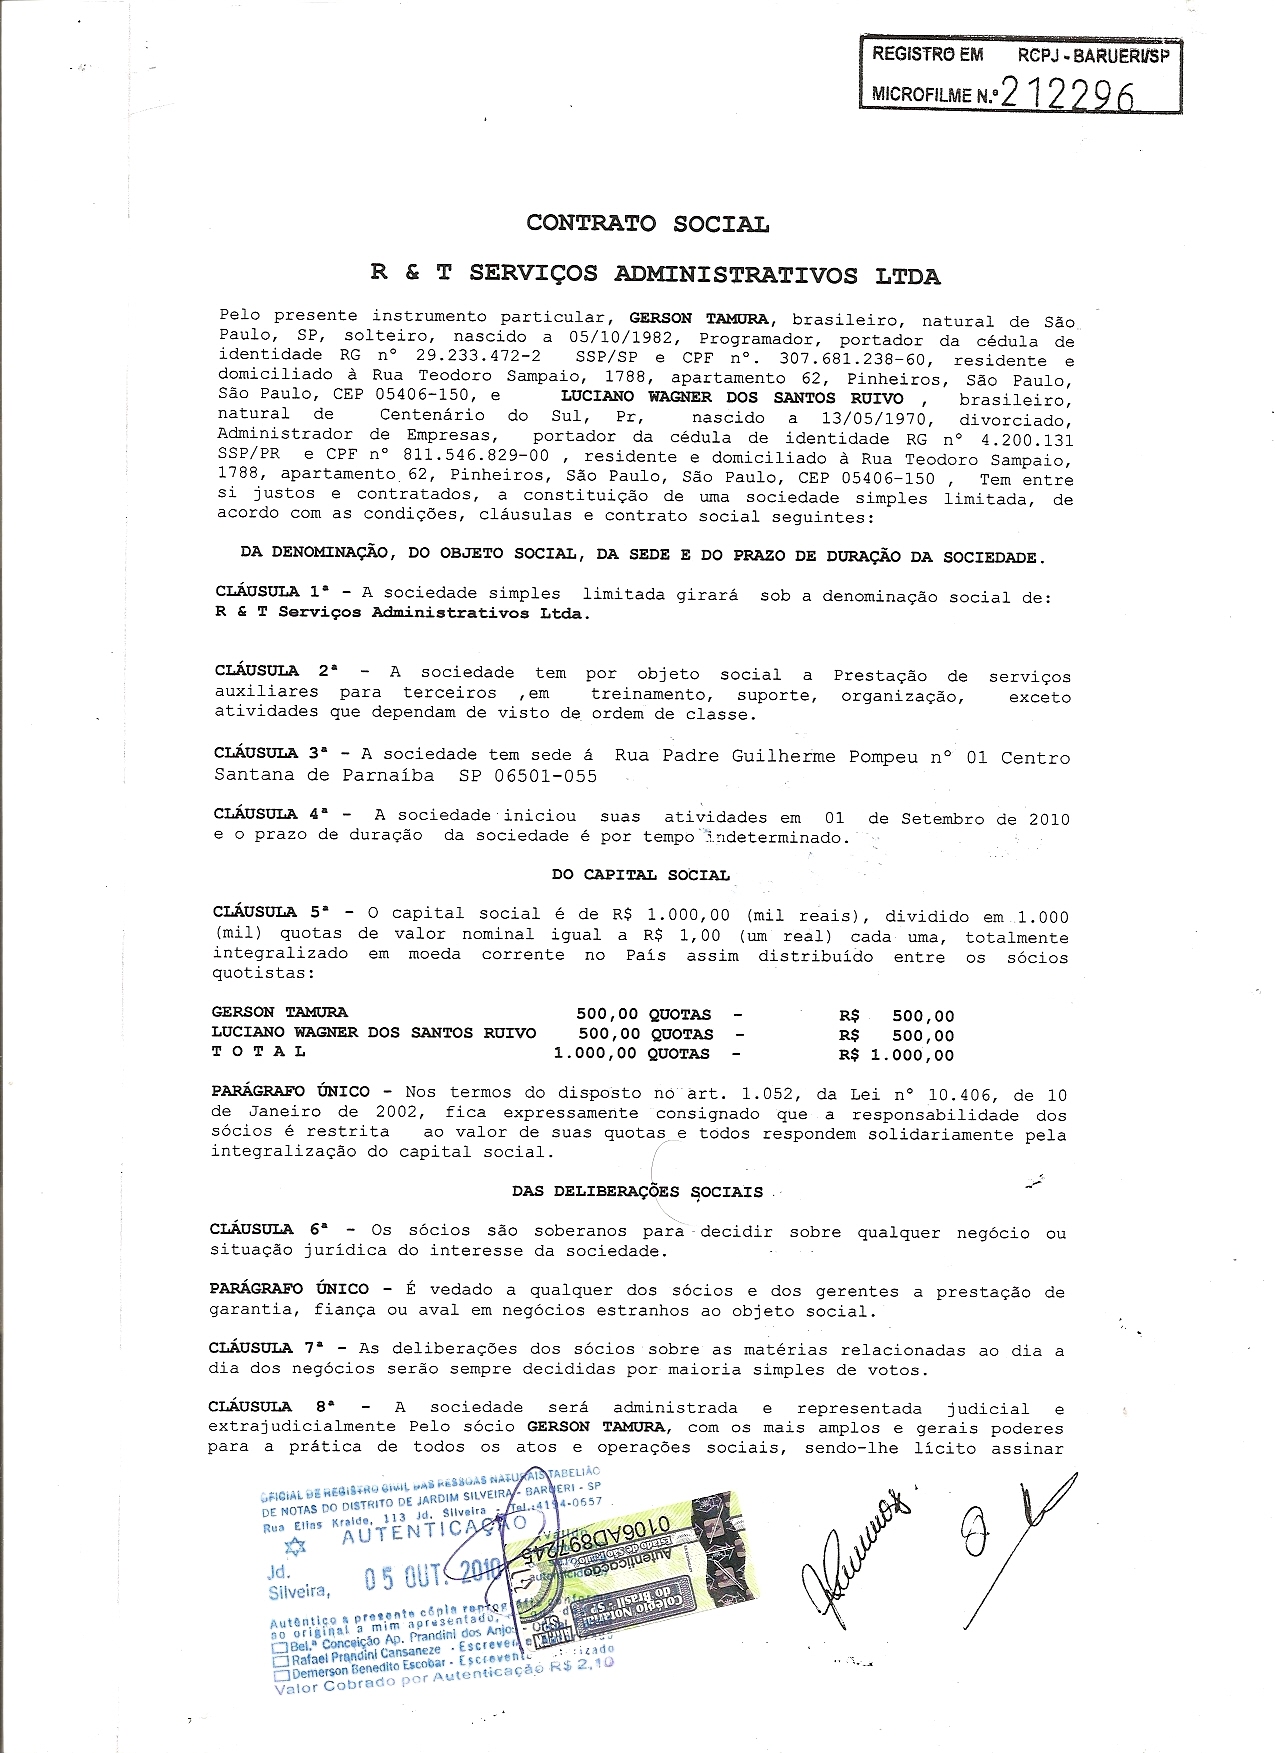 REGISTRO EM RCPJ - BARUERI/SP
MICROFILME N.º 212296
CONTRATO SOCIAL
R & T SERVIÇOS ADMINISTRATIVOS LTDA
Pelo presente instrumento particular, GERSON TAMURA, brasileiro, natural de São
Paulo, SP, solteiro, nascido a 05/10/1982, Programador, portador da cédula de
identidade RG nº 29.233.472-2 SSP/SP e CPF nº. 307.681.238-60, residente e
domiciliado à Rua Teodoro Sampaio, 1788, apartamento 62, Pinheiros, São Paulo,
São Paulo, CEP 05406-150, e LUCIANO WAGNER DOS SANTOS RUIVO , brasileiro,
natural de Centenário do Sul, Pr, nascido a 13/05/1970, divorciado,
Administrador de Empresas, portador da cédula de identidade RG nº 4.200.131
SSP/PR e CPF nº 811.546.829-00 , residente e domiciliado à Rua Teodoro Sampaio,
1788, apartamento 62, Pinheiros, São Paulo, São Paulo, CEP 05406-150 , Tem entre
si justos e contratados, a constituição de uma sociedade simples limitada, de
acordo com as condições, cláusulas e contrato social seguintes:
DA DENOMINAÇÃO, DO OBJETO SOCIAL, DA SEDE E DO PRAZO DE DURAÇÃO DA SOCIEDADE.
CLÁUSULA 1ª - A sociedade simples limitada girará sob a denominação social de:
R & T Serviços Administrativos Ltda.
CLÁUSULA 2ª - A sociedade tem por objeto social a Prestação de serviços
auxiliares para terceiros ,em treinamento, suporte, organização, exceto
atividades que dependam de visto de ordem de classe.
CLÁUSULA 3ª - A sociedade tem sede á Rua Padre Guilherme Pompeu nº 01 Centro
Santana de Parnaíba SP 06501-055
CLÁUSULA 4ª - A sociedade iniciou suas atividades em 01 de Setembro de 2010
e o prazo de duração da sociedade é por tempo indeterminado.
DO CAPITAL SOCIAL
CLÁUSULA 5ª - O capital social é de R$ 1.000,00 (mil reais), dividido em 1.000
(mil) quotas de valor nominal igual a R$ 1,00 (um real) cada uma, totalmente
integralizado em moeda corrente no País assim distribuído entre os sócios
quotistas:
GERSON TAMURA 500,00 QUOTAS - R$ 500,00
LUCIANO WAGNER DOS SANTOS RUIVO 500,00 QUOTAS - R$ 500,00
T O T A L 1.000,00 QUOTAS - R$ 1.000,00
PARÁGRAFO ÚNICO - Nos termos do disposto no art. 1.052, da Lei nº 10.406, de 10
de Janeiro de 2002, fica expressamente consignado que a responsabilidade dos
sócios é restrita ao valor de suas quotas e todos respondem solidariamente pela
integralização do capital social.
DAS DELIBERAÇÕES SOCIAIS
CLÁUSULA 6ª - Os sócios são soberanos para decidir sobre qualquer negócio ou
situação jurídica do interesse da sociedade.
PARÁGRAFO ÚNICO - É vedado a qualquer dos sócios e dos gerentes a prestação de
garantia, fiança ou aval em negócios estranhos ao objeto social.
CLÁUSULA 7ª - As deliberações dos sócios sobre as matérias relacionadas ao dia a
dia dos negócios serão sempre decididas por maioria simples de votos.
CLÁUSULA 8ª - A sociedade será administrada e representada judicial e
extrajudicialmente Pelo sócio GERSON TAMURA, com os mais amplos e gerais poderes
para a prática de todos os atos e operações sociais, sendo-lhe lícito assinar
OFICIAL DE REGISTRO CIVIL DAS PESSOAS NATURAIS TABELIÃO
DE NOTAS DO DISTRITO DE JARDIM SILVEIRA - BARUERI - SP
Rua Elias Kraide, 113 Jd. Silveira - Tel.:4194-0557
AUTENTICAÇÃO
Jd.
Silveira, 05 OUT. 2010
Autêntico a presente cópia
ao original a mim apresentado,
Bel.ª Conceição Ap. Prandini dos Anjos
Rafael Prandini Cansaneze - Escrevente
Demerson Benedito Escobar - Escrevente
Valor Cobrado por Autenticação R$ 2,10
Colégio Notarial
do Brasil - SP
Autenticação
0106AD897245